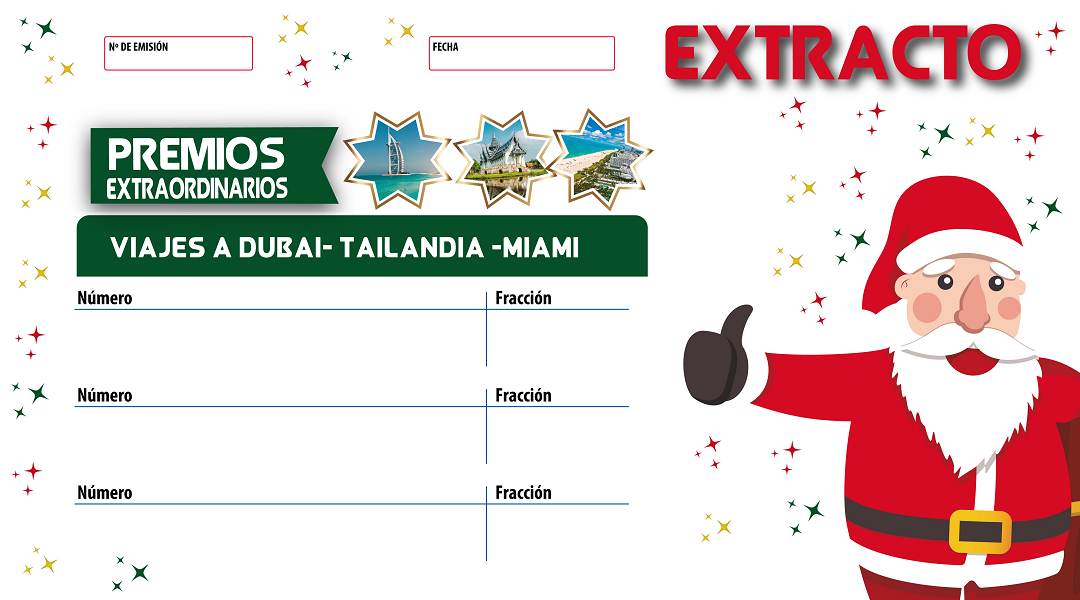 Nº DE EMISIÓN
FECHA
EXTRACTO
PREMIOS
EXTRAORDINARIOS
VIAJES A DUBAI- TAILANDIA -MIAMI
Número Fracción
Número Fracción
Número Fracción